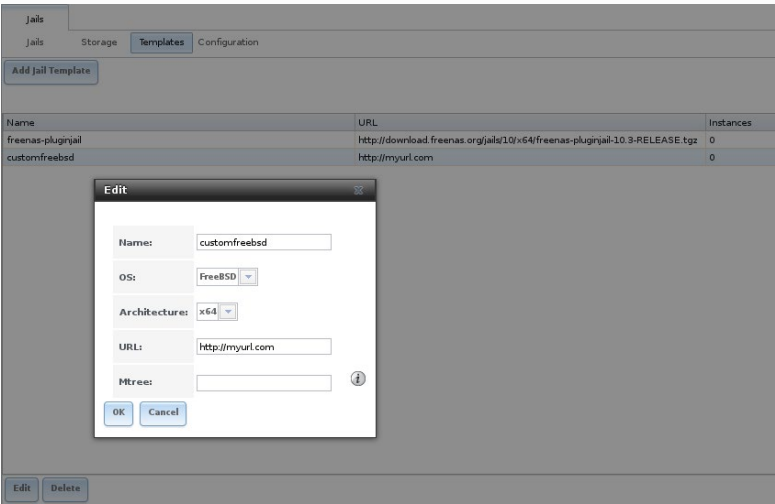 Jails
Jails Storage Templates Configuration
Add Jail Template
Name URL Instances
freenas-pluginjail http://download.freenas.org/jails/10/x64/freenas-pluginjail-10.3-RELEASE.tgz 0
customfreebsd http://myurl.com 0
Edit
Name: customfreebsd
OS: FreeBSD
Architecture: x64
URL: http://myurl.com
Mtree:
OK Cancel
Edit Delete